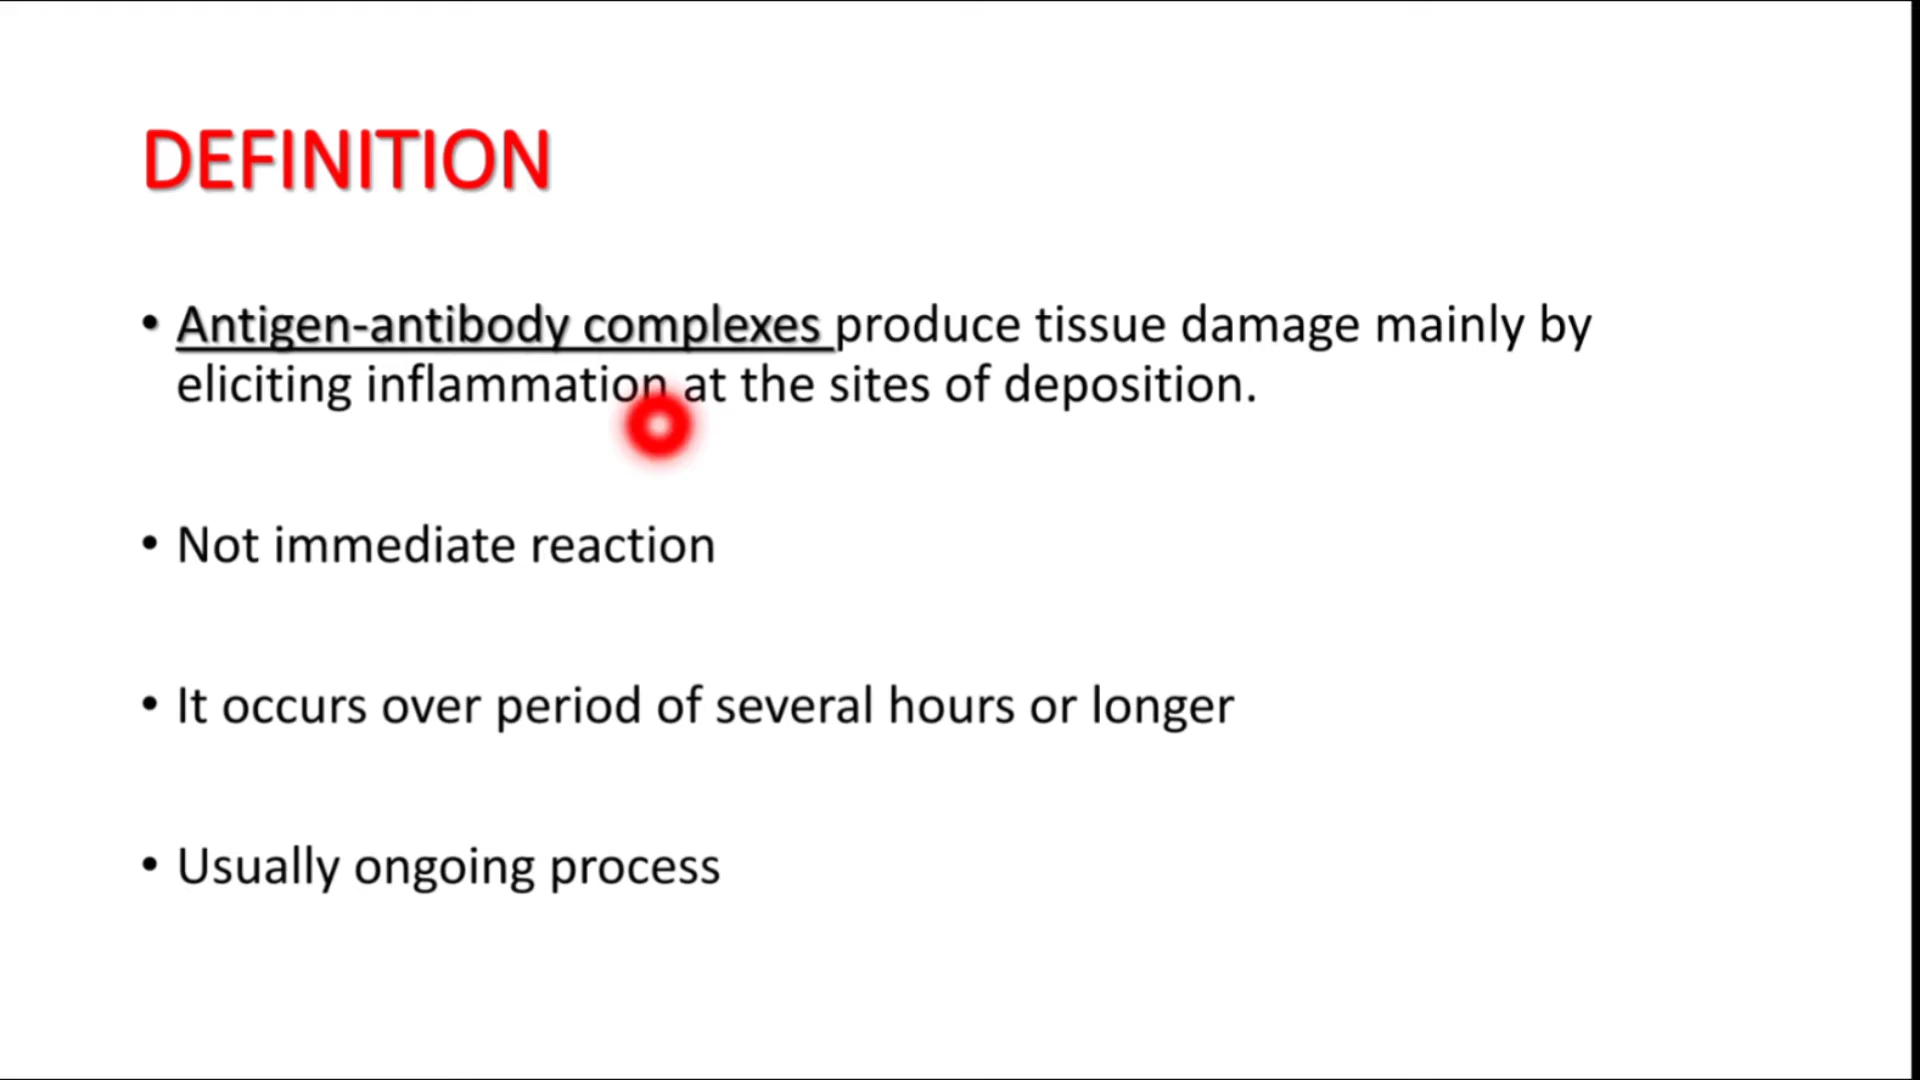 DEFINITION
• Antigen-antibody complexes produce tissue damage mainly by
eliciting inflammation at the sites of deposition.
• Not immediate reaction
• It occurs over period of several hours or longer
• Usually ongoing process